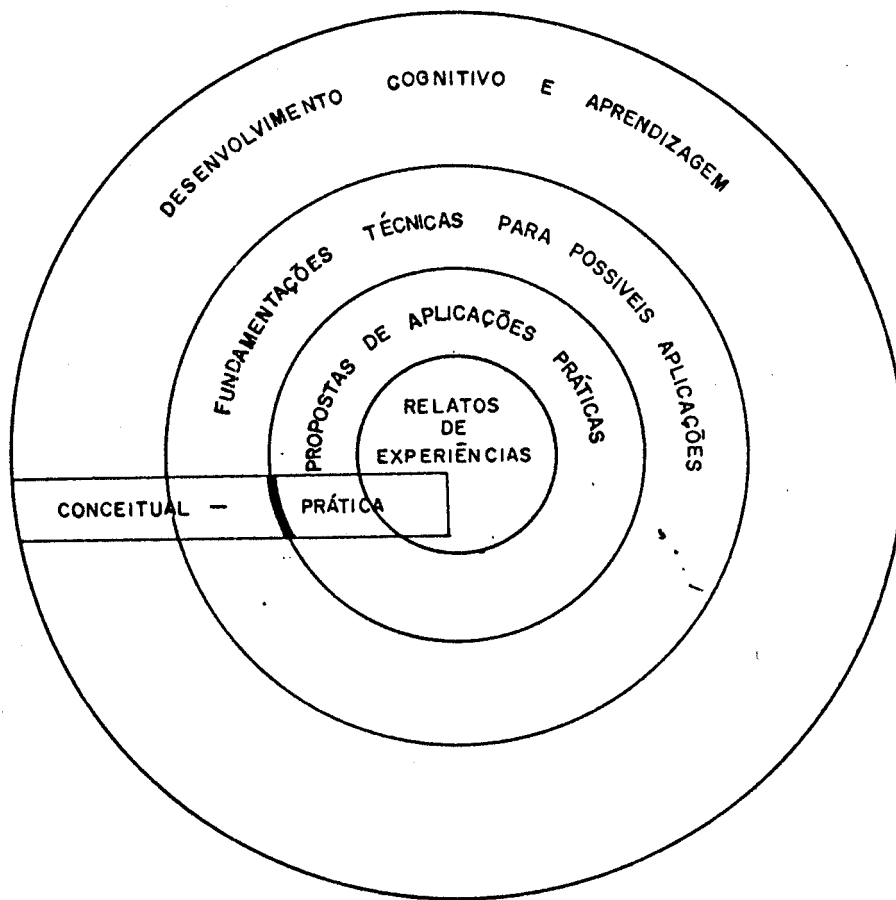 DESENVOLVIMENTO COGNITIVO E APRENDIZAGEM
FUNDAMENTAÇÕES TÉCNICAS PARA POSSIVEIS APLICAÇÕES
PROPOSTAS DE APLICAÇÕES PRÁTICAS
RELATOS
DE
EXPERIÊNCIAS
CONCEITUAL — PRÁTICA